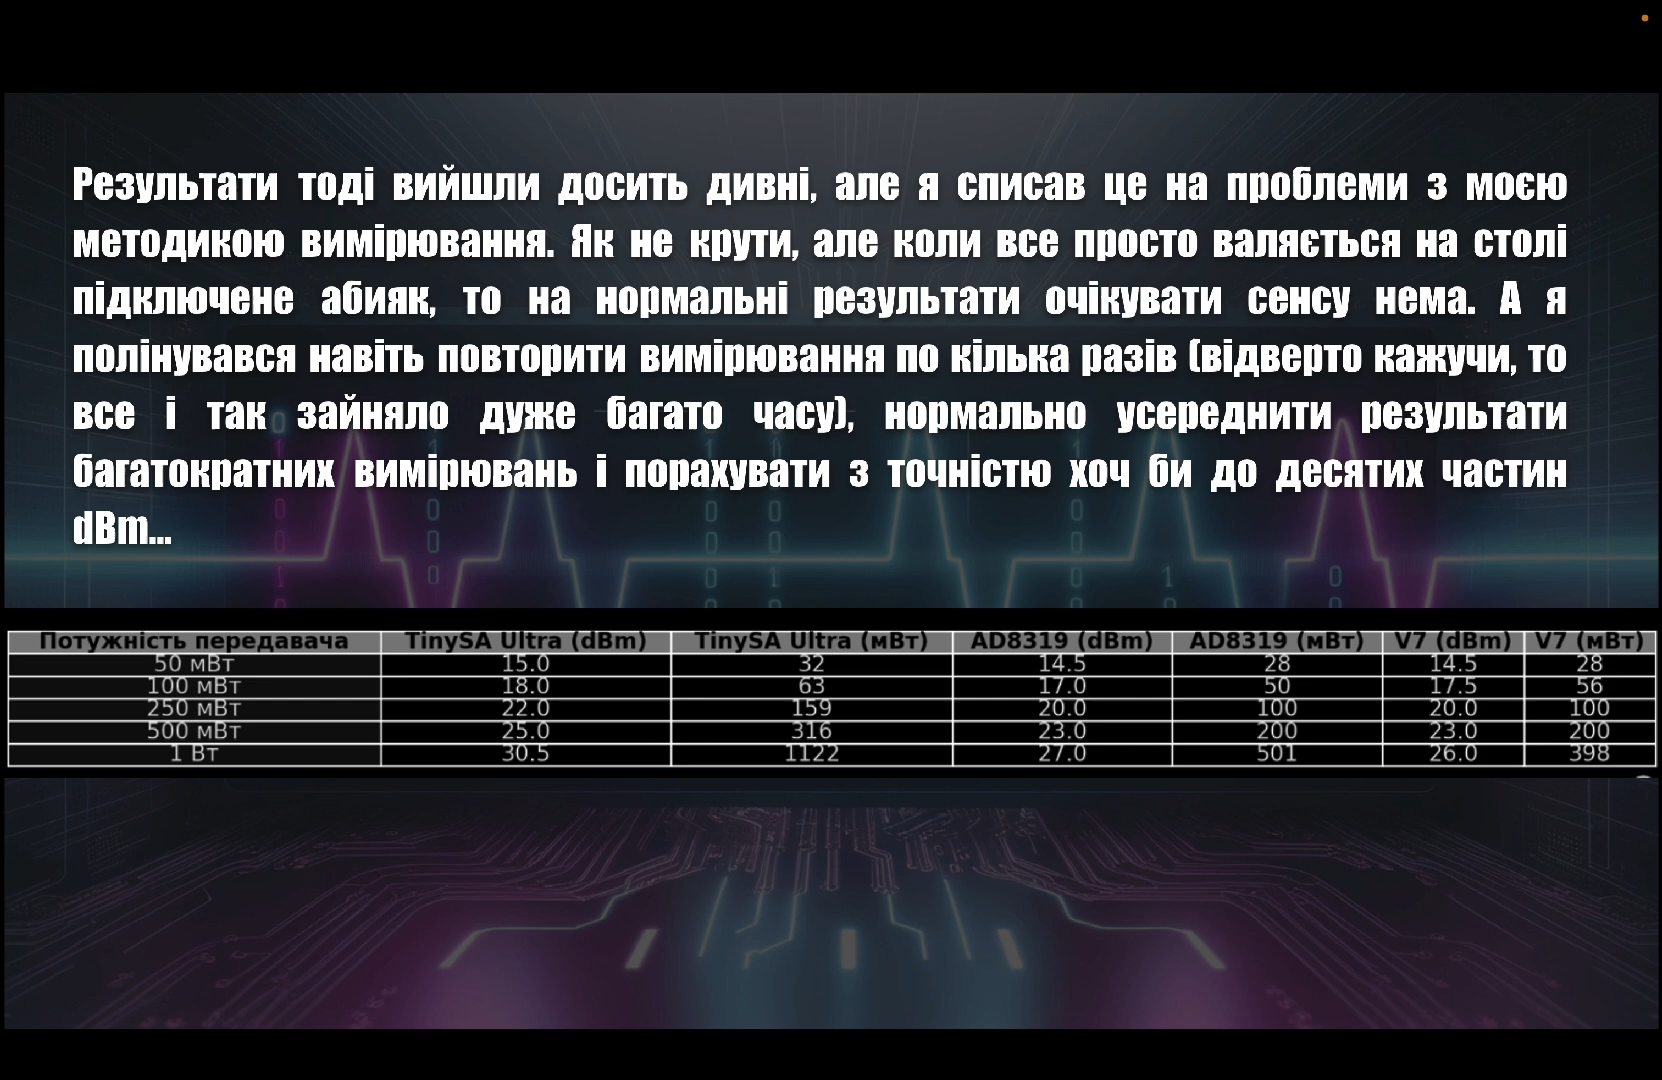 Результати тоді вийшли досить дивні, але я списав це на проблеми з моєю
методикою вимірювання. Як не крути, але коли все просто валяється на столі
підключене абияк, то на нормальні результати очікувати сенсу нема. А я
полінувався навіть повторити вимірювання по кілька разів (відверто кажучи, то
все і так зайняло дуже багато часу), нормально усереднити результати
багатократних вимірювань і порахувати з точністю хоч би до десятих частин
dBm...
Потужність передавача TinySA Ultra (dBm) TinySA Ultra (мВт) AD8319 (dBm) AD8319 (мВт) V7 (dBm) V7 (мВт)
50 мВт 15.0 32 14.5 28 14.5 28
100 мВт 18.0 63 17.0 50 17.5 56
250 мВт 22.0 159 20.0 100 20.0 100
500 мВт 25.0 316 23.0 200 23.0 200
1 Вт 30.5 1122 27.0 501 26.0 398